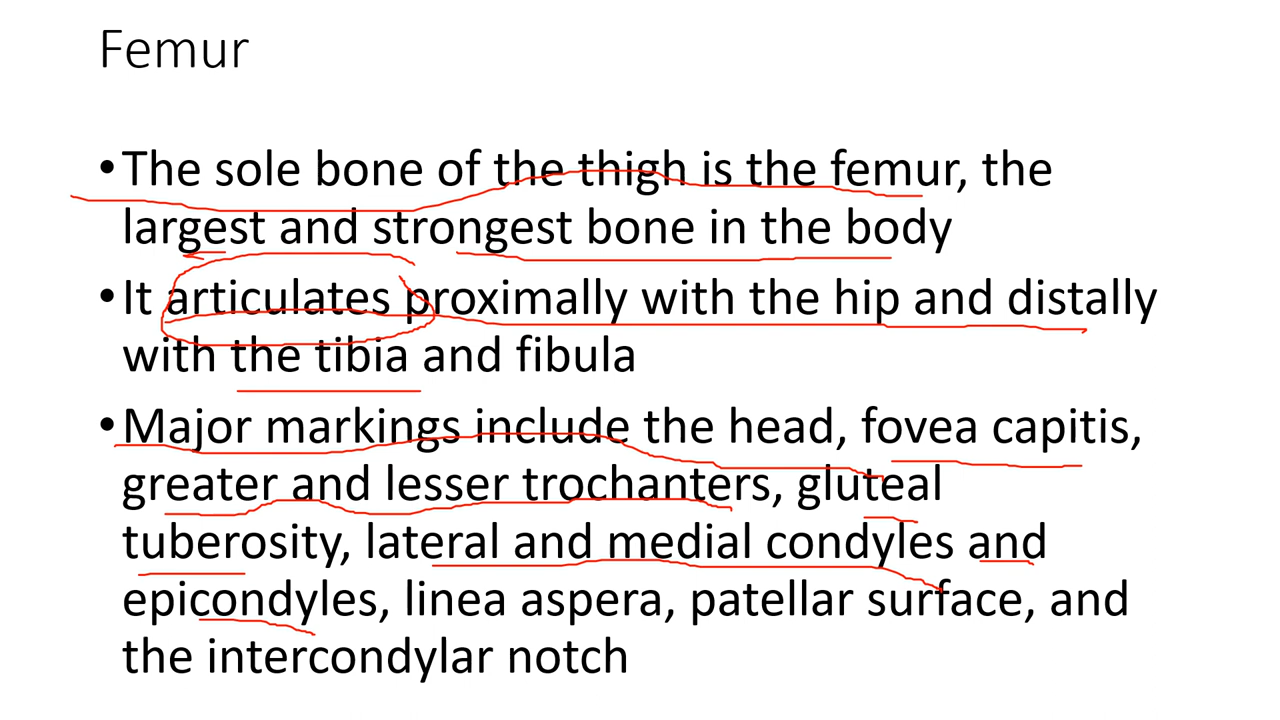 Femur
•The sole bone of the thigh is the femur, the
largest and strongest bone in the body
•It articulates proximally with the hip and distally
with the tibia and fibula
•Major markings include the head, fovea capitis,
greater and lesser trochanters, gluteal
tuberosity, lateral and medial condyles and
epicondyles, linea aspera, patellar surface, and
the intercondylar notch